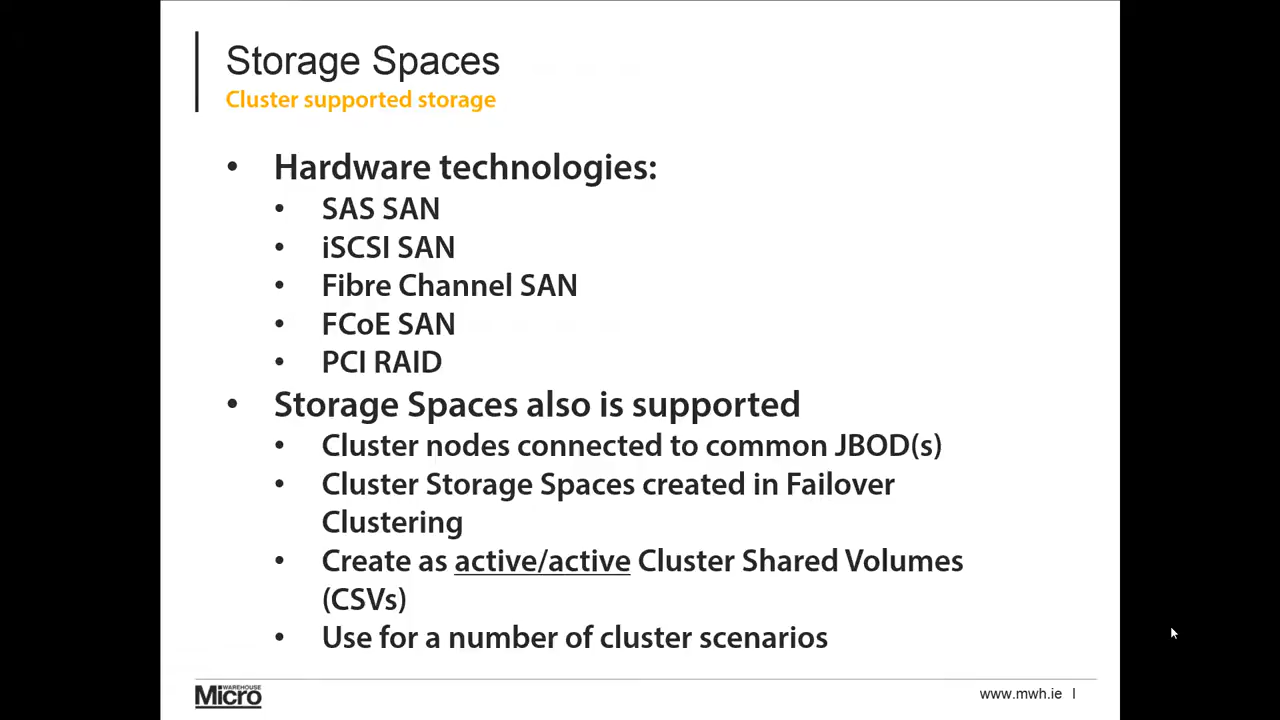 Storage Spaces
Cluster supported storage
• Hardware technologies:
• SAS SAN
• iSCSI SAN
• Fibre Channel SAN
• FCoE SAN
• PCI RAID
• Storage Spaces also is supported
• Cluster nodes connected to common JBOD(s)
• Cluster Storage Spaces created in Failover
Clustering
• Create as active/active Cluster Shared Volumes
(CSVs)
• Use for a number of cluster scenarios
WAREHOUSE
Micro
www.mwh.ie |